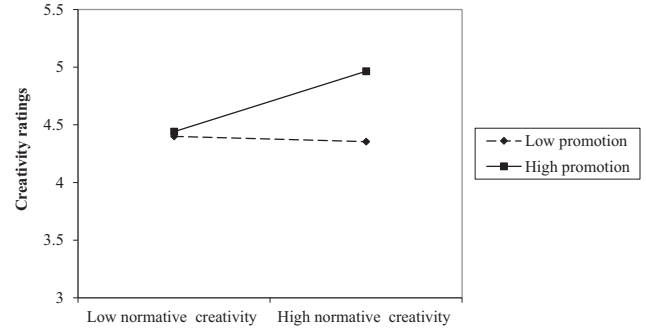 5.5
5
4.5
4
3.5
3
Creativity ratings
Low normative creativity
High normative creativity
Low promotion
High promotion